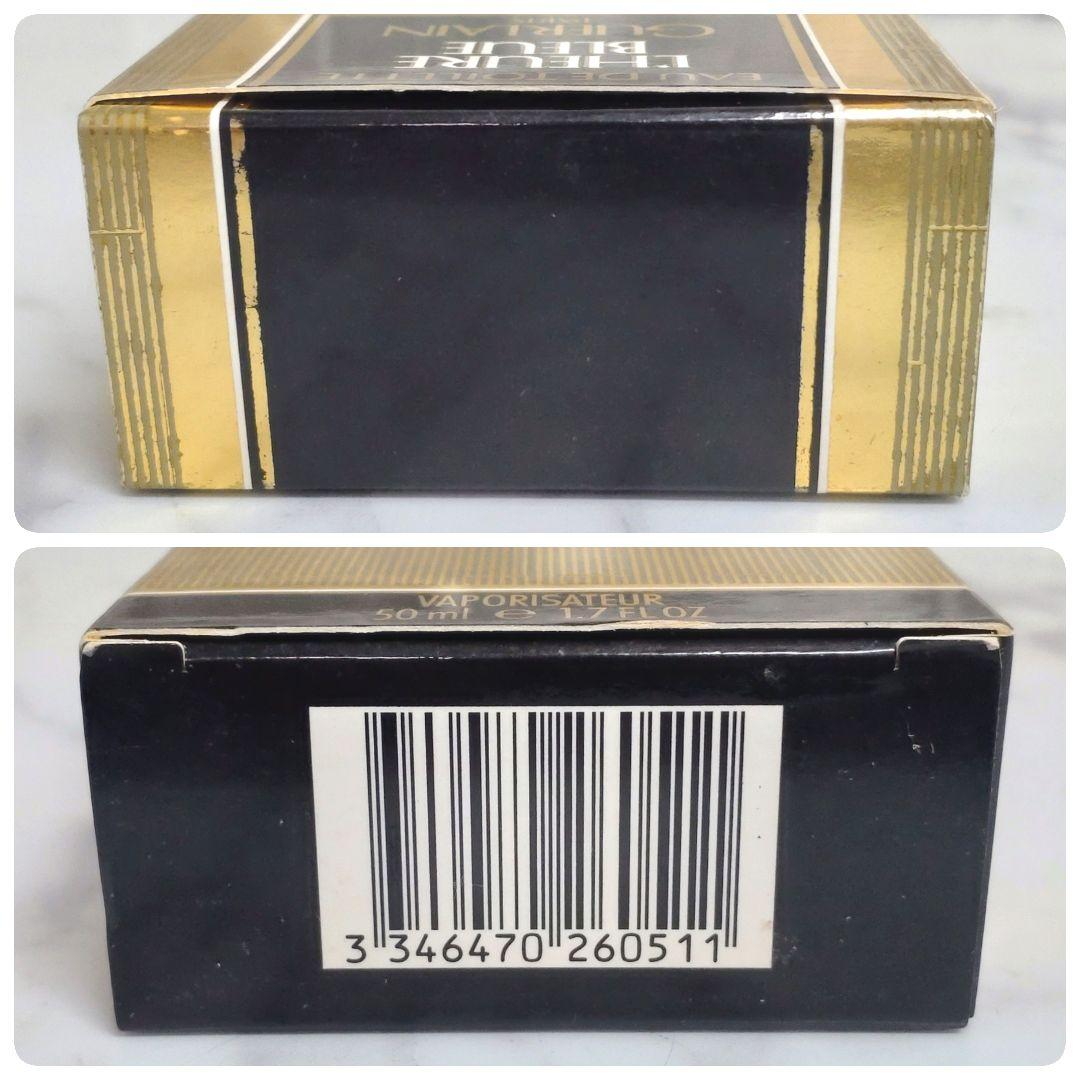 EAU DE TOILETTE
L'HEURE
BLEUE
GUERLAIN
PARIS
VAPORISATEUR
50 ml e 1.7 FL OZ
3 346470 260511